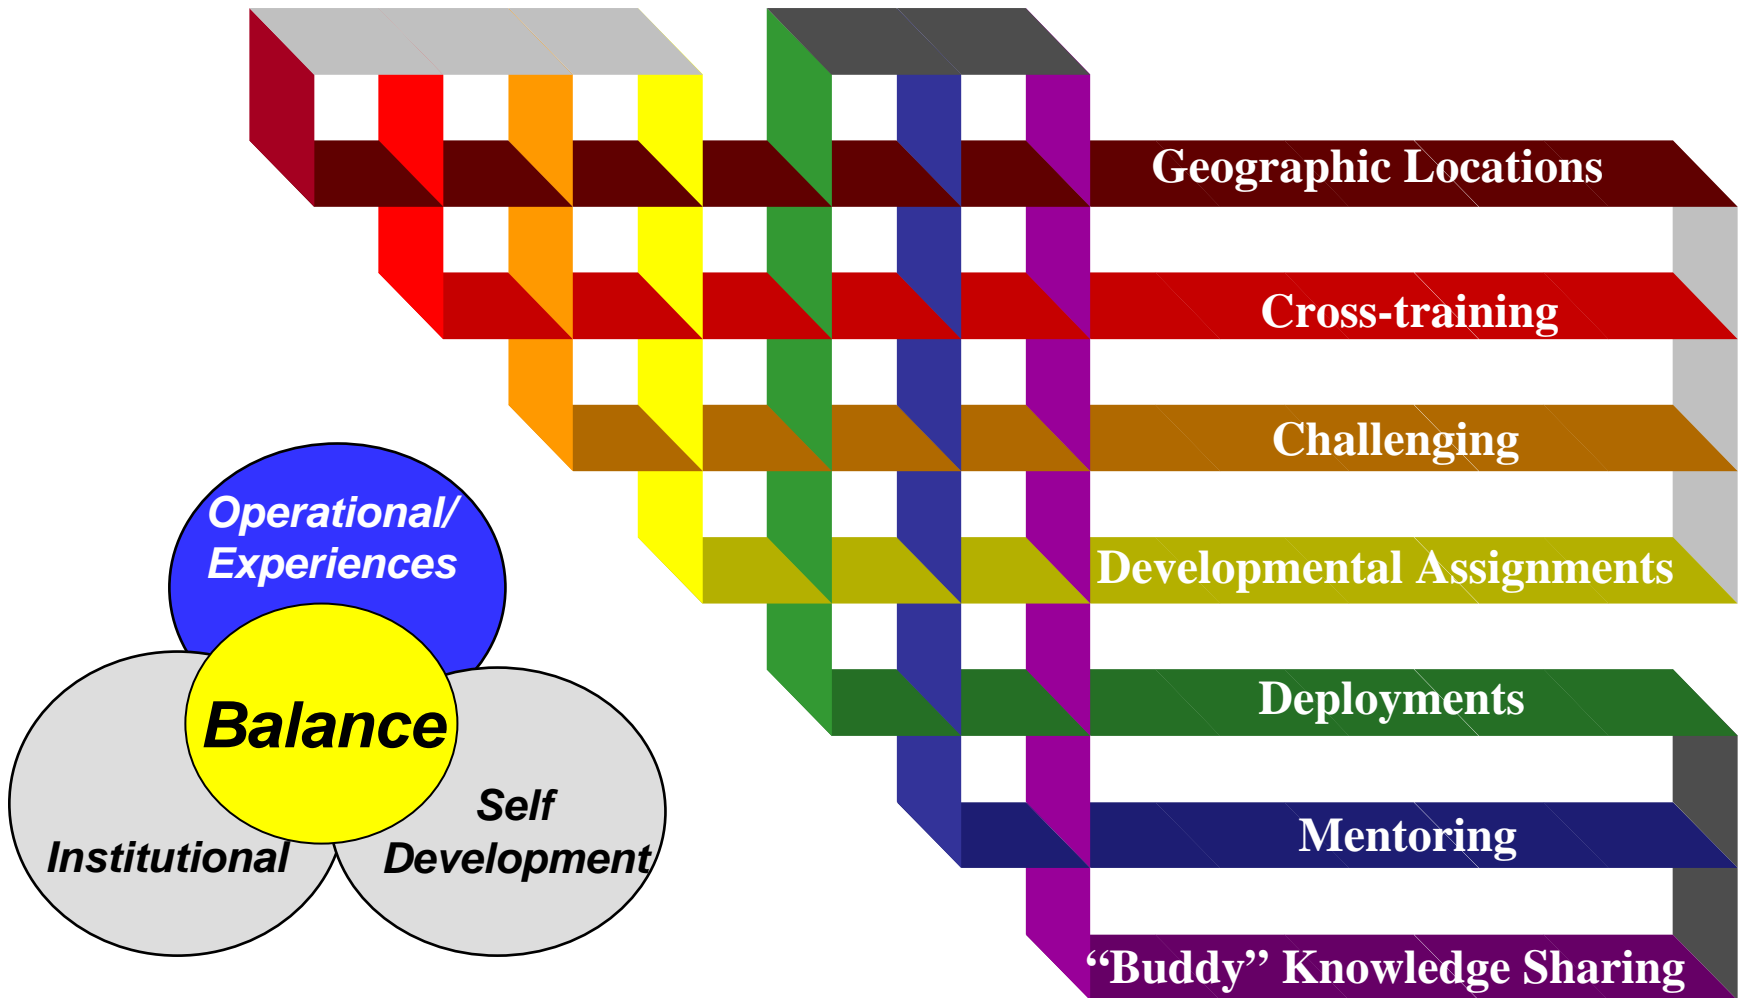 Geographic Locations
Cross-training
Challenging
Developmental Assignments
Deployments
Mentoring
“Buddy” Knowledge Sharing
Operational/
Experiences
Balance
Institutional
Self
Development